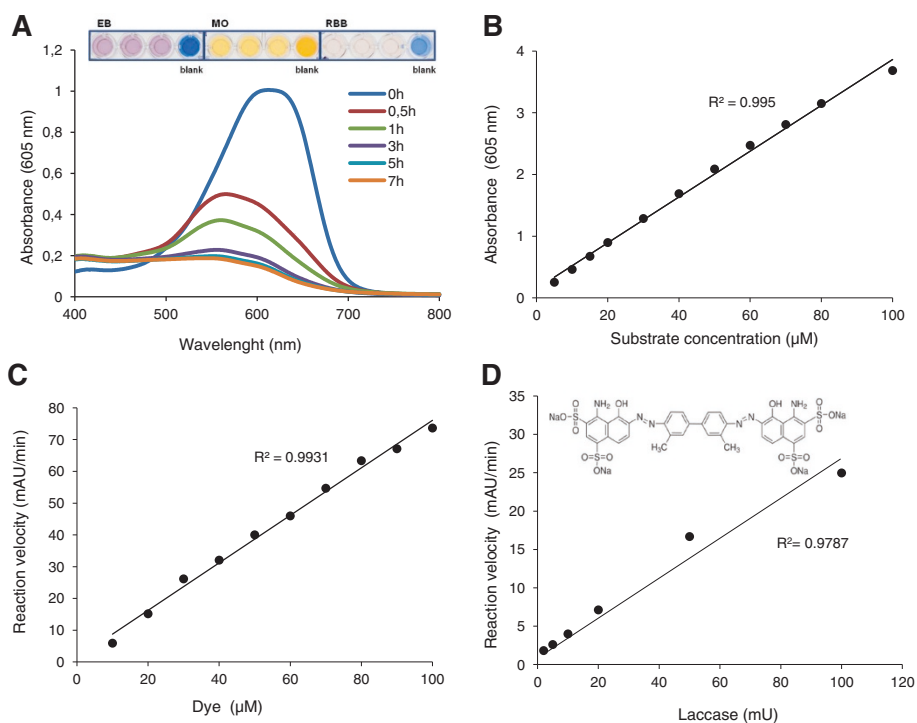 A
EB MO RBB
blank blank blank
1,2
1
0,8
0,6
0,4
0,2
0
Absorbance (605 nm)
0h
0,5h
1h
3h
5h
7h
400 500 600 700 800
Wavelenght (nm)
B
4
3
2
1
0
Absorbance (605 nm)
R² = 0.995
0 20 40 60 80 100
Substrate concentration (µM)
C
80
70
60
50
40
30
20
10
0
Reaction velocity (mAU/min)
R² = 0.9931
0 20 40 60 80 100
Dye (µM)
D
35
30
25
20
15
10
5
0
Reaction velocity (mAU/min)
NH₂ OH OH NH₂
NaO O=S=O N=N N=N O=S=O ONa
H₃C CH₃
O=S=O O=S=O
ONa ONa
R²= 0.9787
0 20 40 60 80 100 120
Laccase (mU)